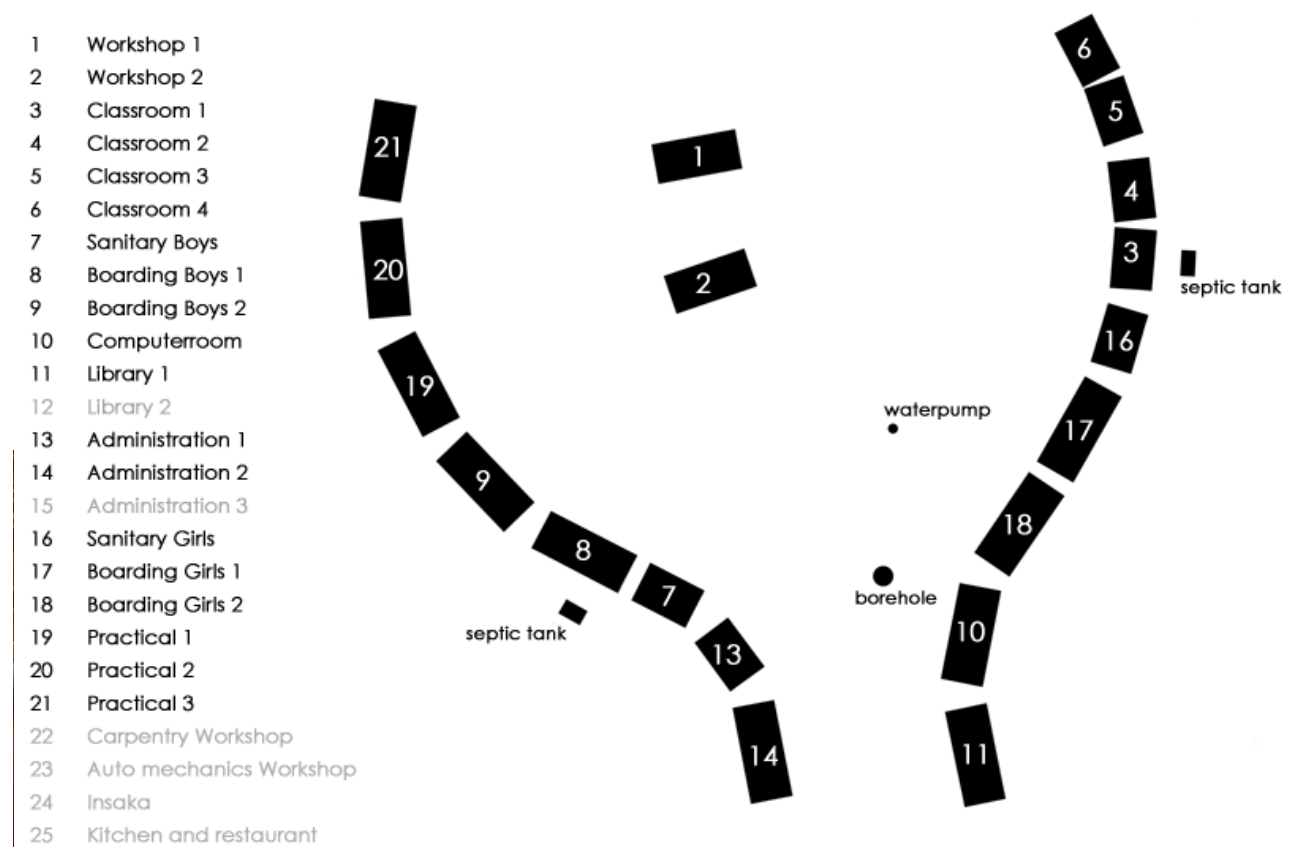 1 Workshop 1
2 Workshop 2
3 Classroom 1
4 Classroom 2
5 Classroom 3
6 Classroom 4
7 Sanitary Boys
8 Boarding Boys 1
9 Boarding Boys 2
10 Computerroom
11 Library 1
12 Library 2
13 Administration 1
14 Administration 2
15 Administration 3
16 Sanitary Girls
17 Boarding Girls 1
18 Boarding Girls 2
19 Practical 1
20 Practical 2
21 Practical 3
22 Carpentry Workshop
23 Auto mechanics Workshop
24 Insaka
25 Kitchen and restaurant
21
20
19
9
8
7
septic tank
13
14
1
2
6
5
4
3
septic tank
16
waterpump
17
18
borehole
10
11